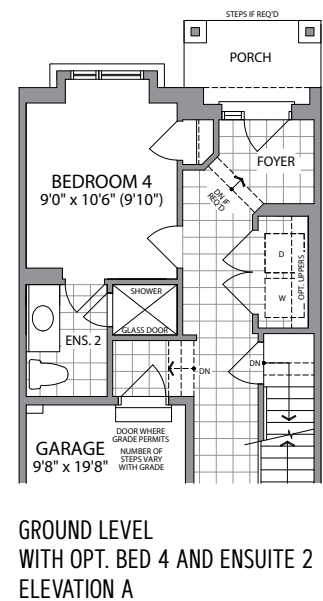 STEPS IF REQ'D
PORCH
FOYER
BEDROOM 4
9'0" x 10'6" (9'10")
DN IF
REQ'D
D
W
OPT. UPPERS
SHOWER
GLASS DOOR
ENS. 2
DN
DN
DOOR WHERE
GRADE PERMITS
NUMBER OF
STEPS VARY
WITH GRADE
GARAGE
9'8" x 19'8"
GROUND LEVEL
WITH OPT. BED 4 AND ENSUITE 2
ELEVATION A